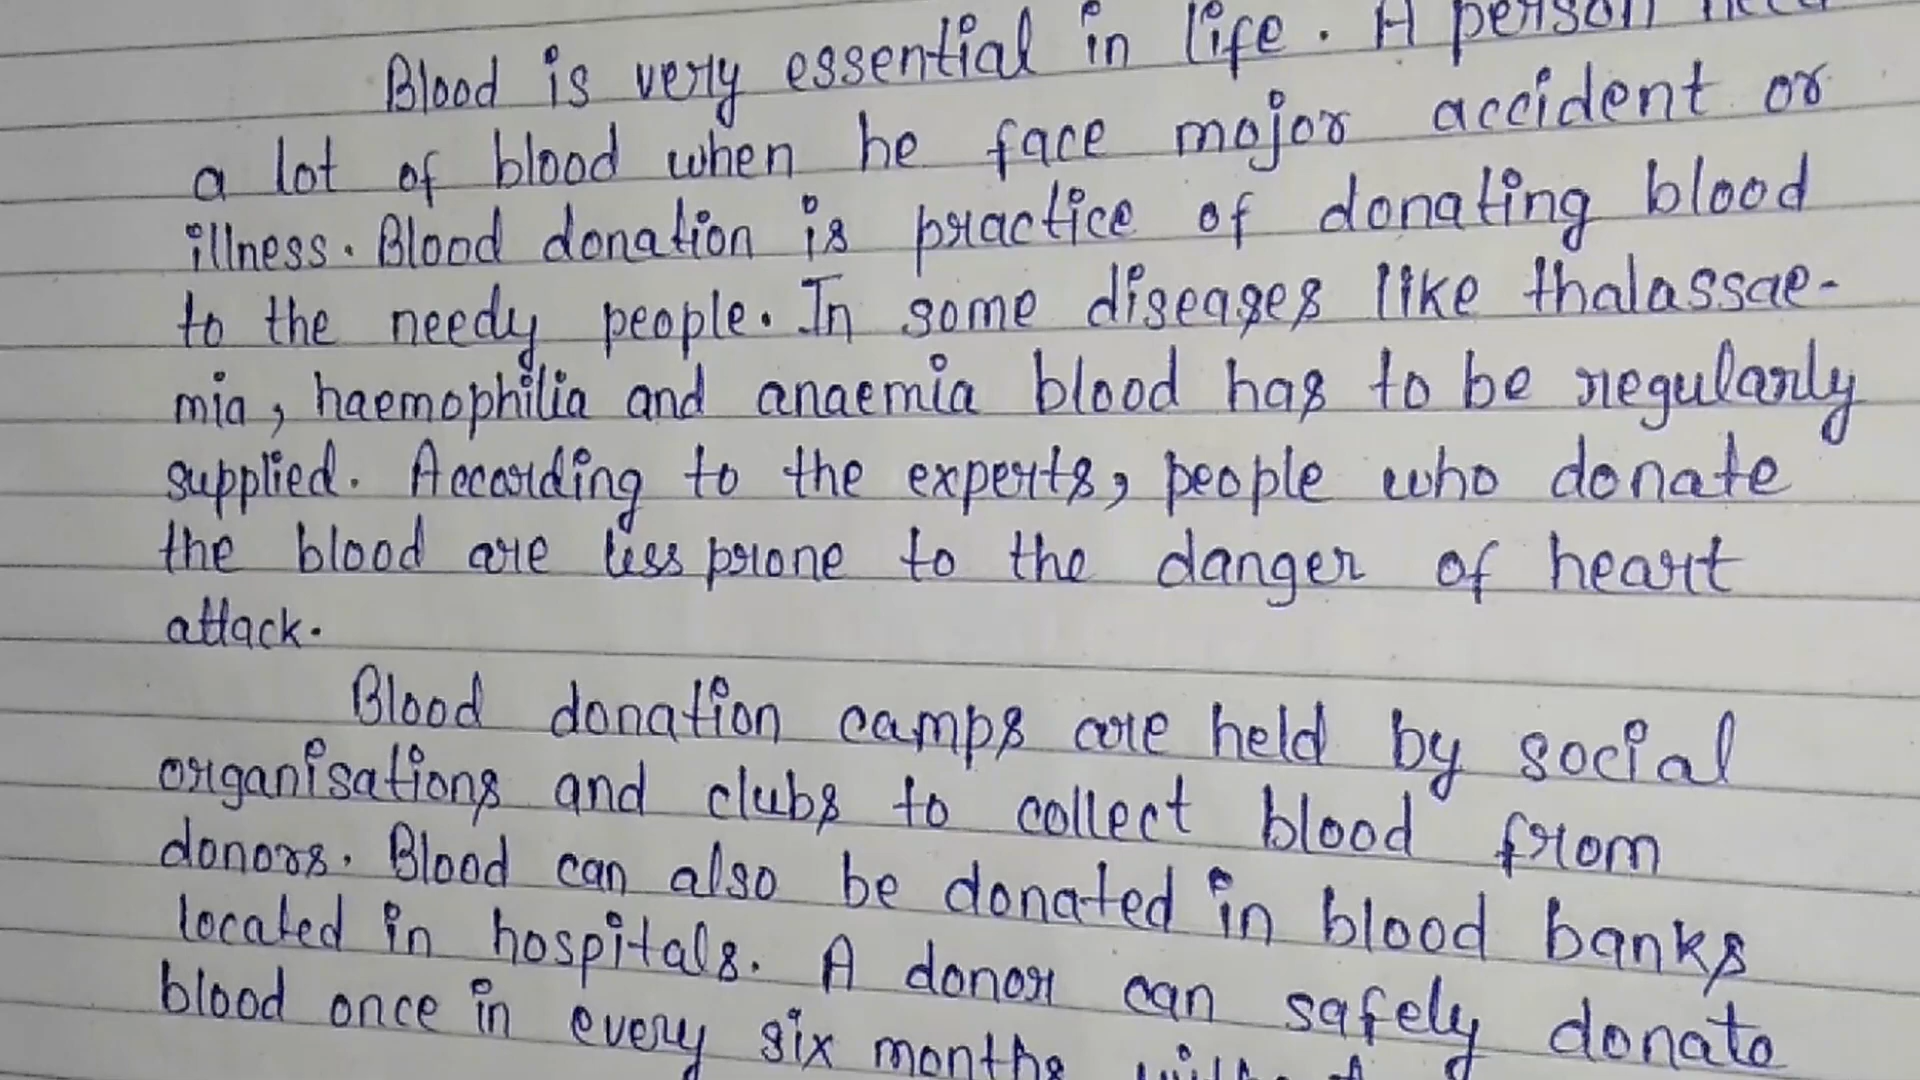 Blood is very essential in life. A person need
a lot of blood when he face major accident or
illness. Blood donation is practice of donating blood
to the needy people. In some diseases like thalassae-
mia, haemophilia and anaemia blood has to be regularly
supplied. According to the experts, people who donate
the blood are less prone to the danger of heart
attack.
Blood donation camps are held by social
organisations and clubs to collect blood from
donors. Blood can also be donated in blood banks
located in hospitals. A donor can safely donate
blood once in every six months